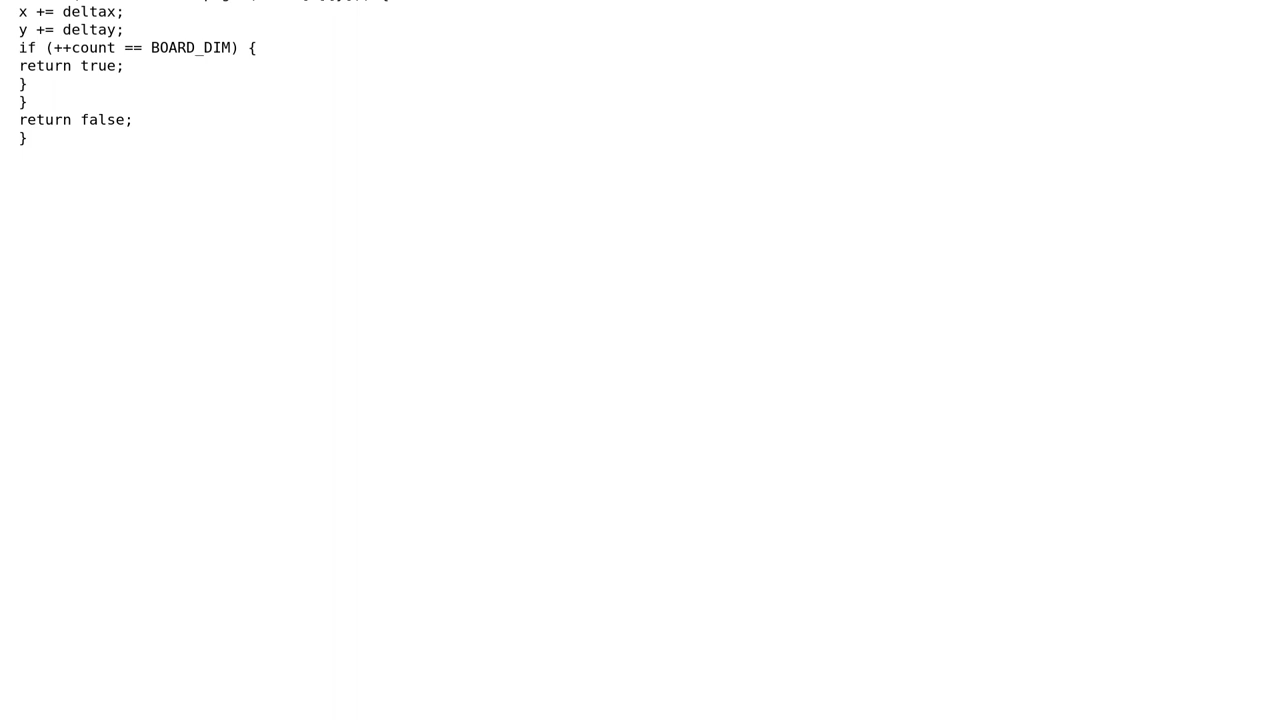 x += deltax;
y += deltay;
if (++count == BOARD_DIM) {
return true;
}
}
return false;
}